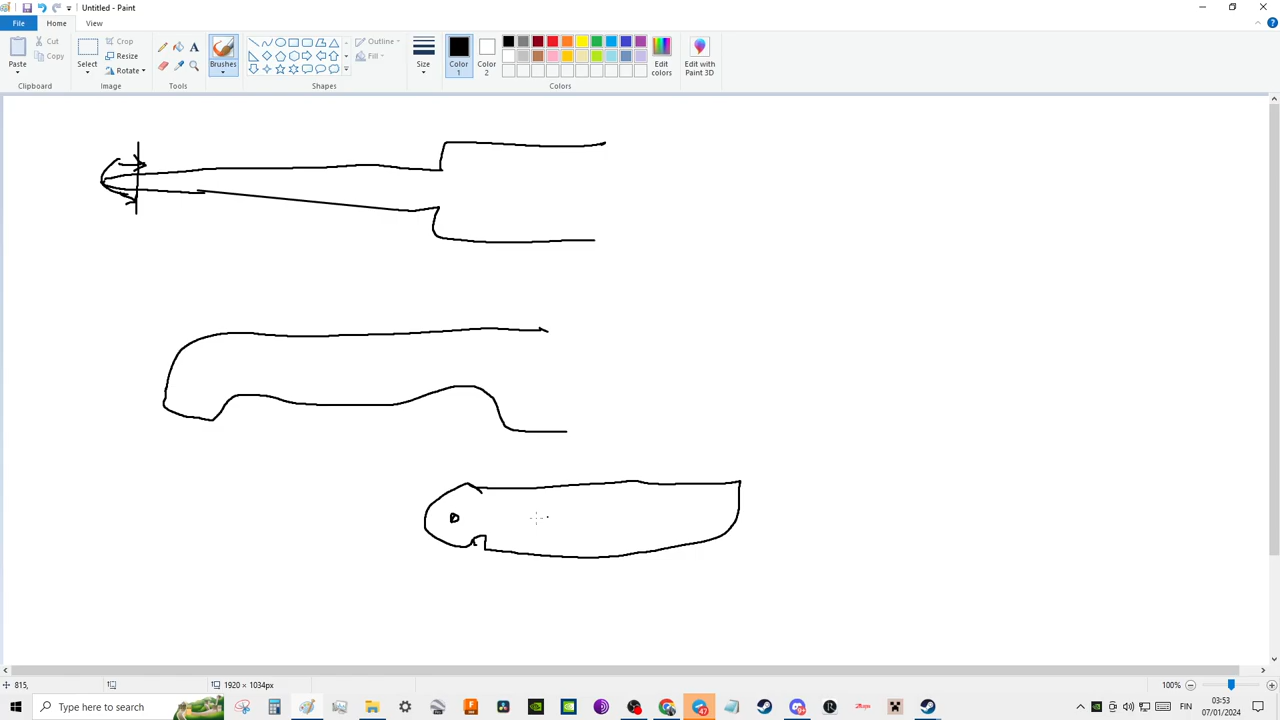 Untitled - Paint
File Home View
Paste Cut Copy Select Crop Resize Rotate A Brushes Outline Fill Size Color 1 Color 2 Edit colors Edit with Paint 3D
Clipboard Image Tools Shapes Colors
815, 1920 × 1034px 100%
Type here to search FIN 03:53
07/01/2024